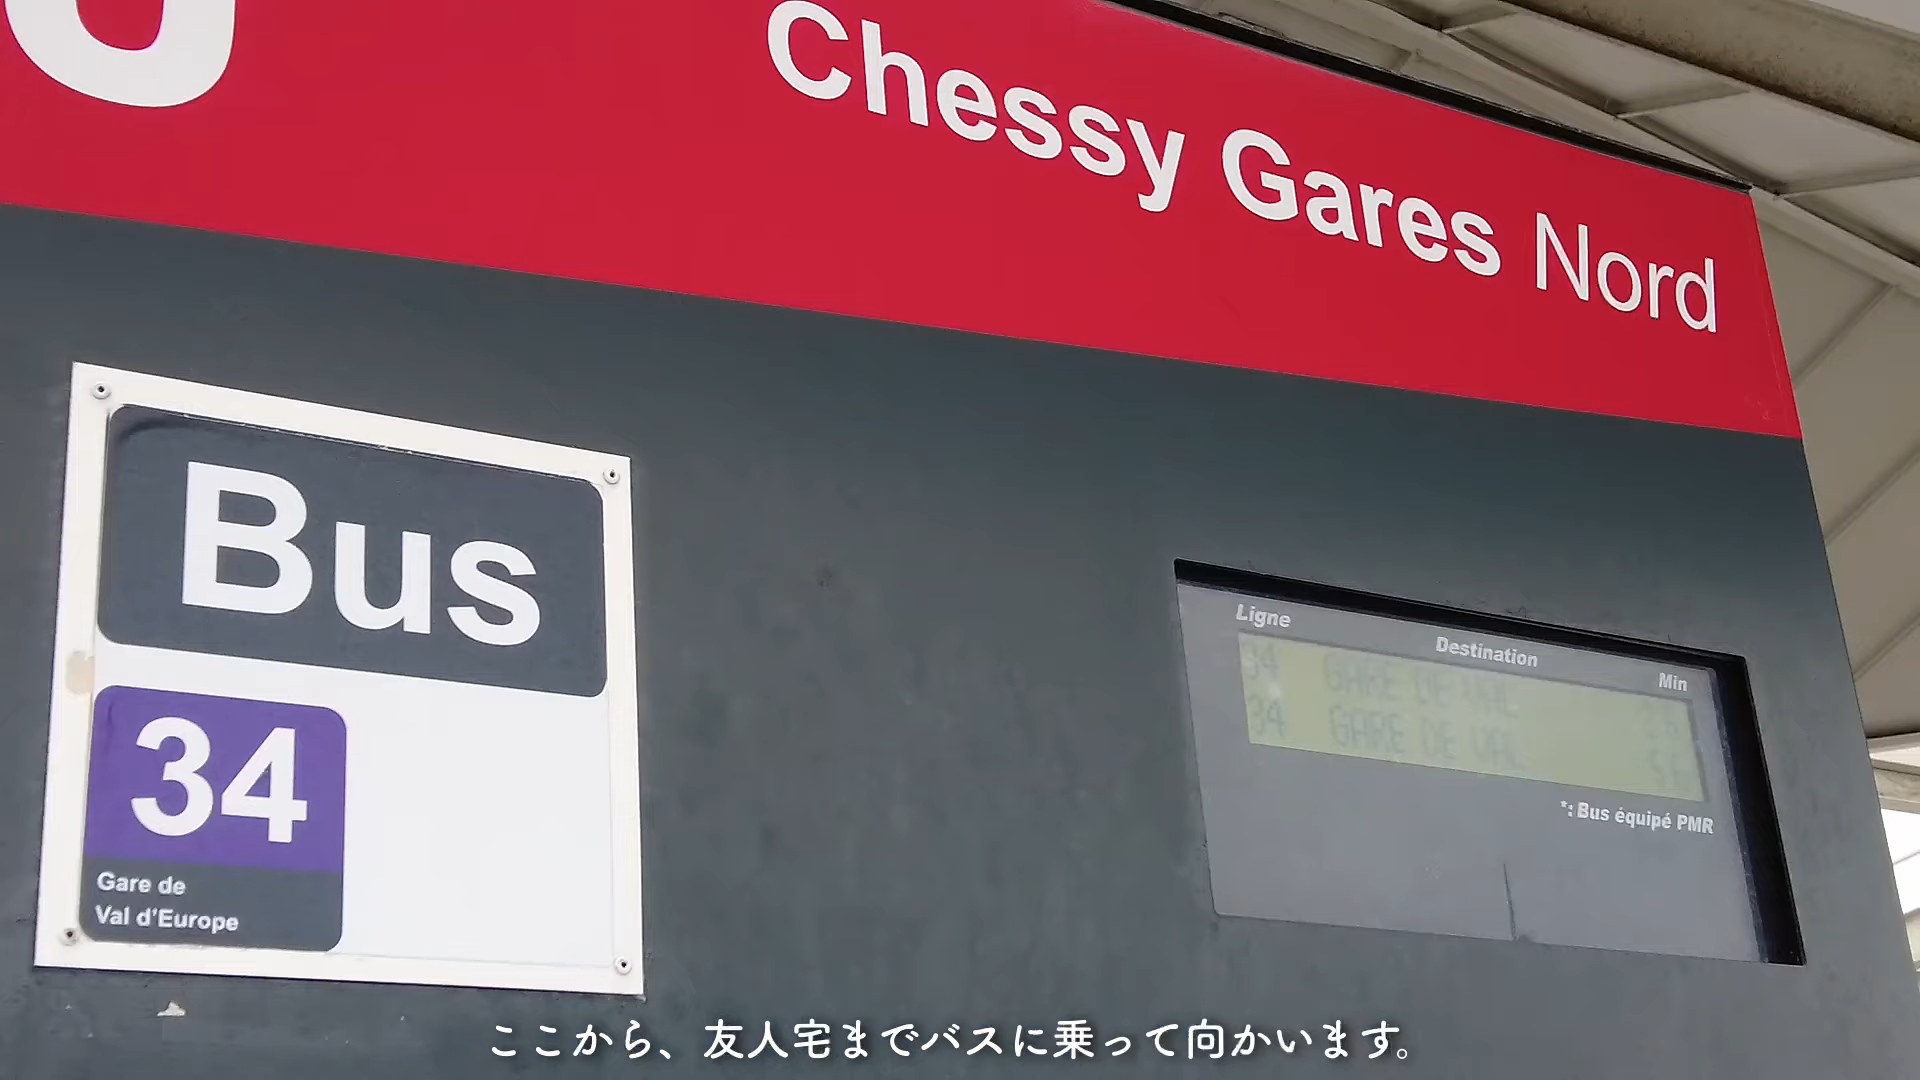 Chessy Gares Nord
Bus
34
Gare de
Val d'Europe
Ligne Destination Min
34 GARE DE VAL
34 GARE DE VAL
*: Bus équipé PMR
ここから、友人宅までバスに乗って向かいます。